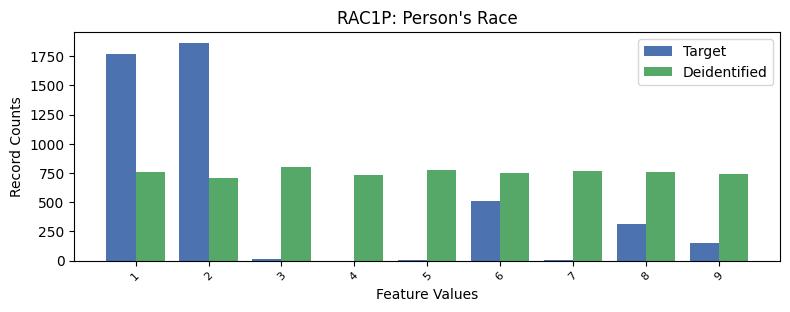 RAC1P: Person's Race
Record Counts
1750
1500
1250
1000
750
500
250
0
Target
Deidentified
1 2 3 4 5 6 7 8 9
Feature Values